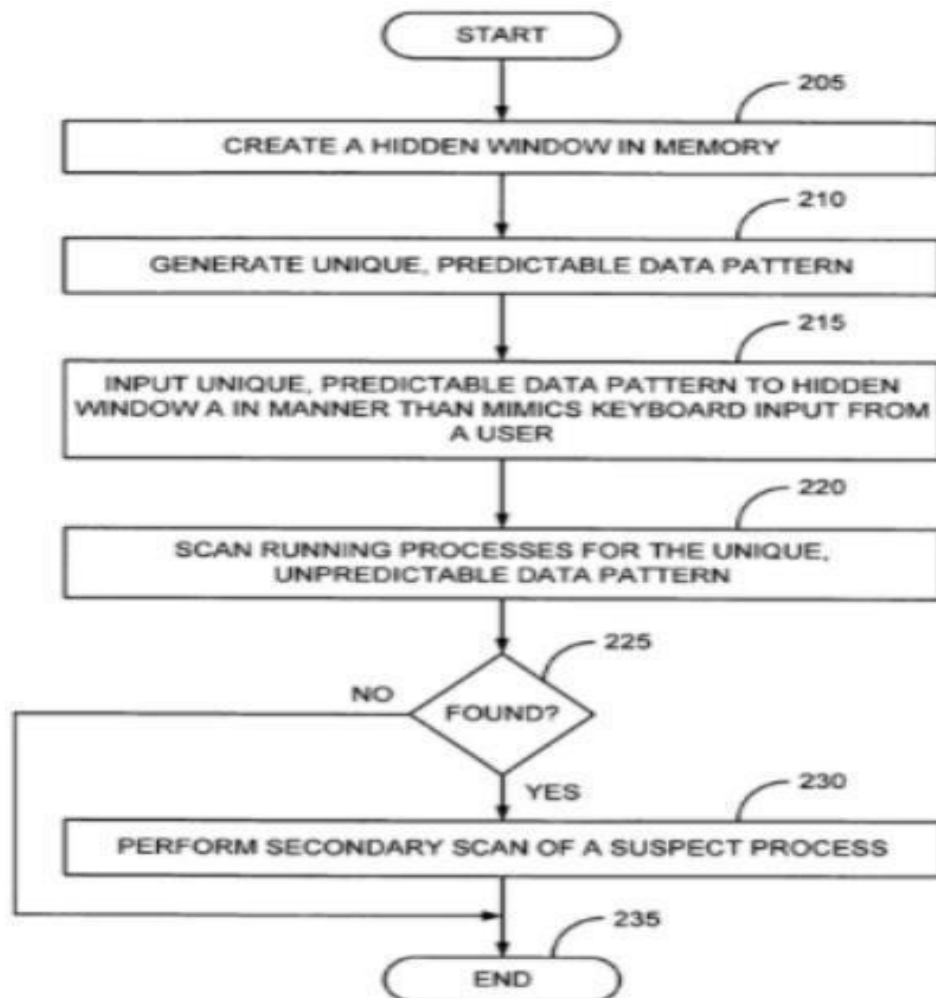 START
205
CREATE A HIDDEN WINDOW IN MEMORY
210
GENERATE UNIQUE, PREDICTABLE DATA PATTERN
215
INPUT UNIQUE, PREDICTABLE DATA PATTERN TO HIDDEN
WINDOW A IN MANNER THAN MIMICS KEYBOARD INPUT FROM
A USER
220
SCAN RUNNING PROCESSES FOR THE UNIQUE,
UNPREDICTABLE DATA PATTERN
225
NO
FOUND?
YES
230
PERFORM SECONDARY SCAN OF A SUSPECT PROCESS
235
END